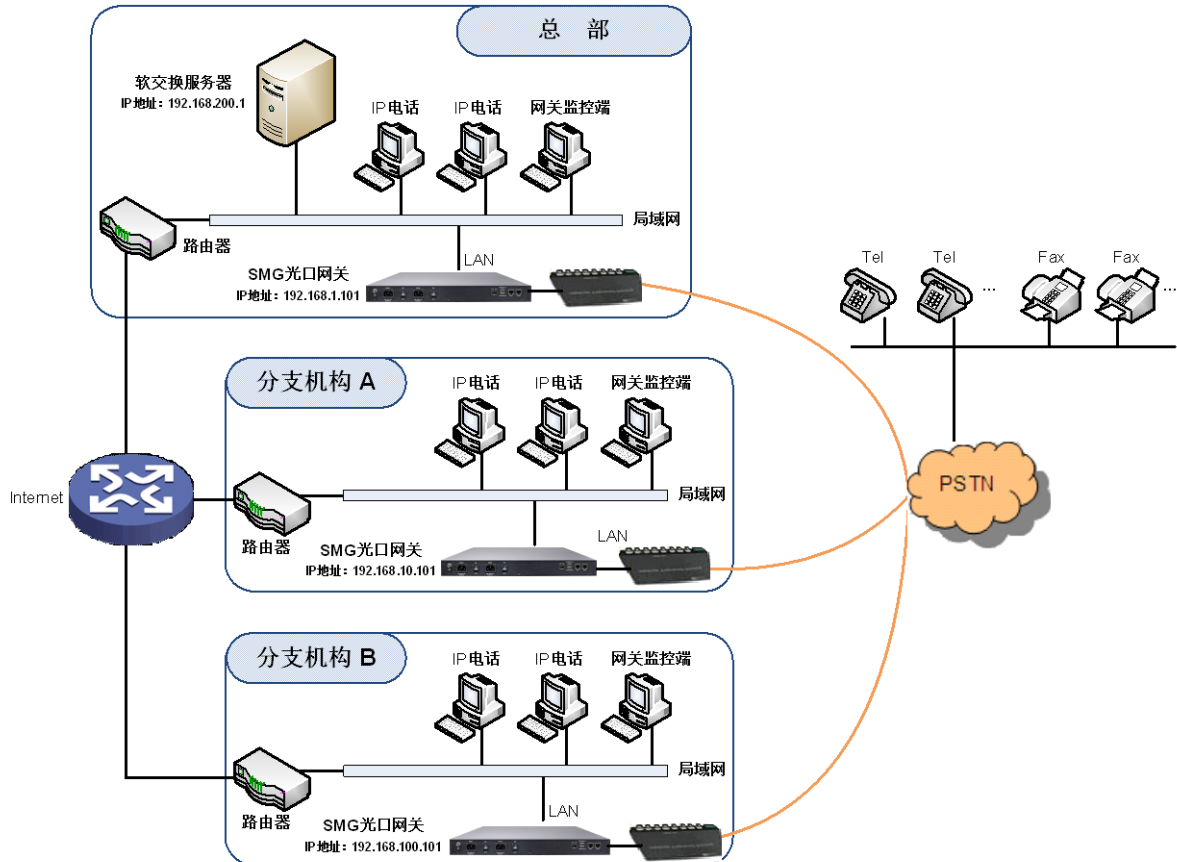 总 部
软交换服务器
IP地址：192.168.200.1
IP电话
IP电话
网关监控端
局域网
路由器
LAN
SMG光口网关
IP地址：192.168.1.101
Tel
Tel
...
Fax
Fax
...
分支机构 A
IP电话
IP电话
网关监控端
局域网
Internet
路由器
LAN
SMG光口网关
IP地址：192.168.10.101
PSTN
分支机构 B
IP电话
IP电话
网关监控端
局域网
路由器
LAN
SMG光口网关
IP地址：192.168.100.101